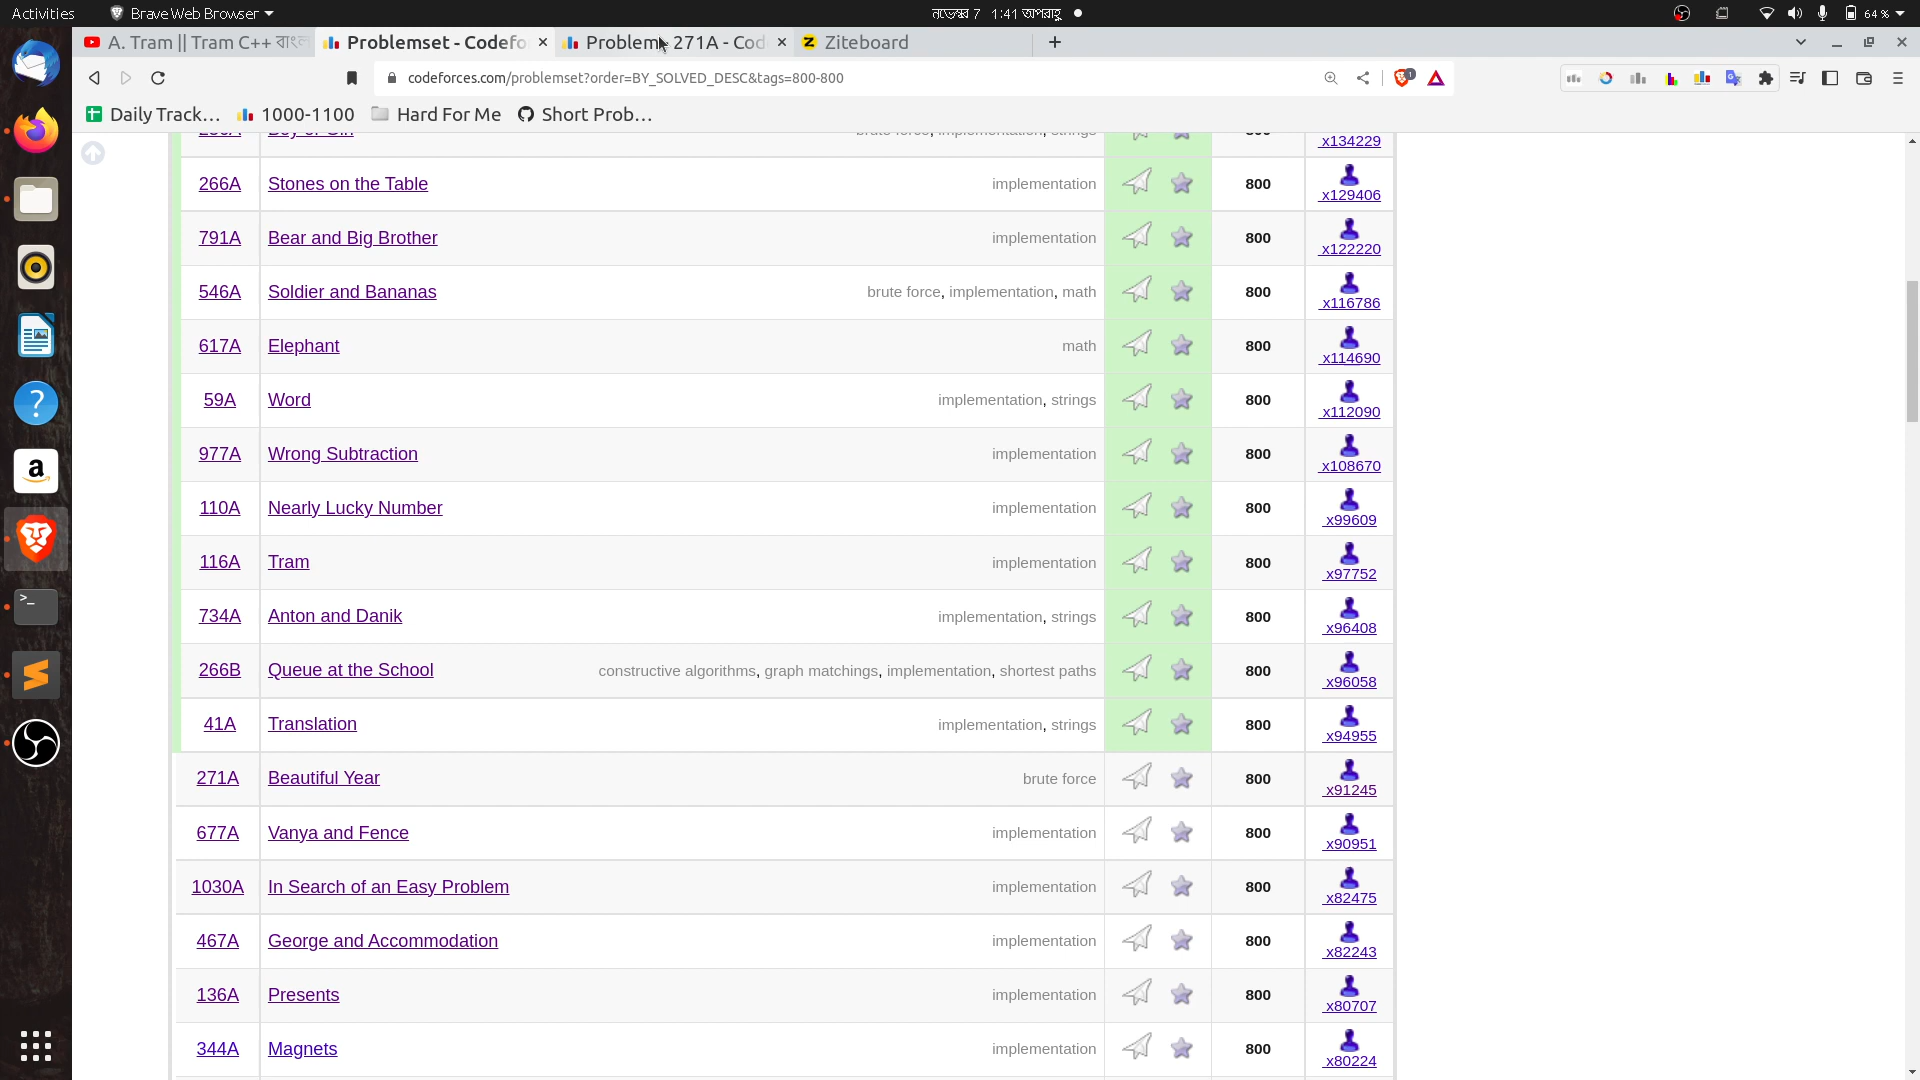 Activities Brave Web Browser নভেম্বর 7 1:41 অপরাহ্ণ 64 %
A. Tram || Tram C++ বাংল Problemset - Codefo Problem - 271A - Cod Ziteboard
codeforces.com/problemset?order=BY_SOLVED_DESC&tags=800-800 1
Daily Track... 1000-1100 Hard For Me Short Prob...
x134229
266A Stones on the Table implementation 800 x129406
791A Bear and Big Brother implementation 800 x122220
546A Soldier and Bananas brute force, implementation, math 800 x116786
617A Elephant math 800 x114690
59A Word implementation, strings 800 x112090
977A Wrong Subtraction implementation 800 x108670
110A Nearly Lucky Number implementation 800 x99609
116A Tram implementation 800 x97752
734A Anton and Danik implementation, strings 800 x96408
266B Queue at the School constructive algorithms, graph matchings, implementation, shortest paths 800 x96058
41A Translation implementation, strings 800 x94955
271A Beautiful Year brute force 800 x91245
677A Vanya and Fence implementation 800 x90951
1030A In Search of an Easy Problem implementation 800 x82475
467A George and Accommodation implementation 800 x82243
136A Presents implementation 800 x80707
344A Magnets implementation 800 x80224